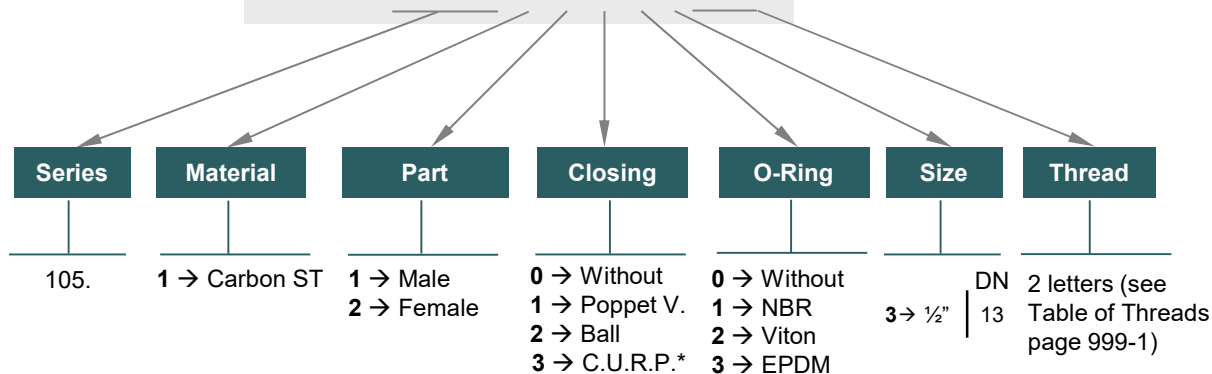 Series Material Part Closing O-Ring Size Thread
105.
1 → Carbon ST
1 → Male
2 → Female
0 → Without
1 → Poppet V.
2 → Ball
3 → C.U.R.P.*
0 → Without
1 → NBR
2 → Viton
3 → EPDM
DN
3→ ½” 13
2 letters (see
Table of Threads
page 999-1)